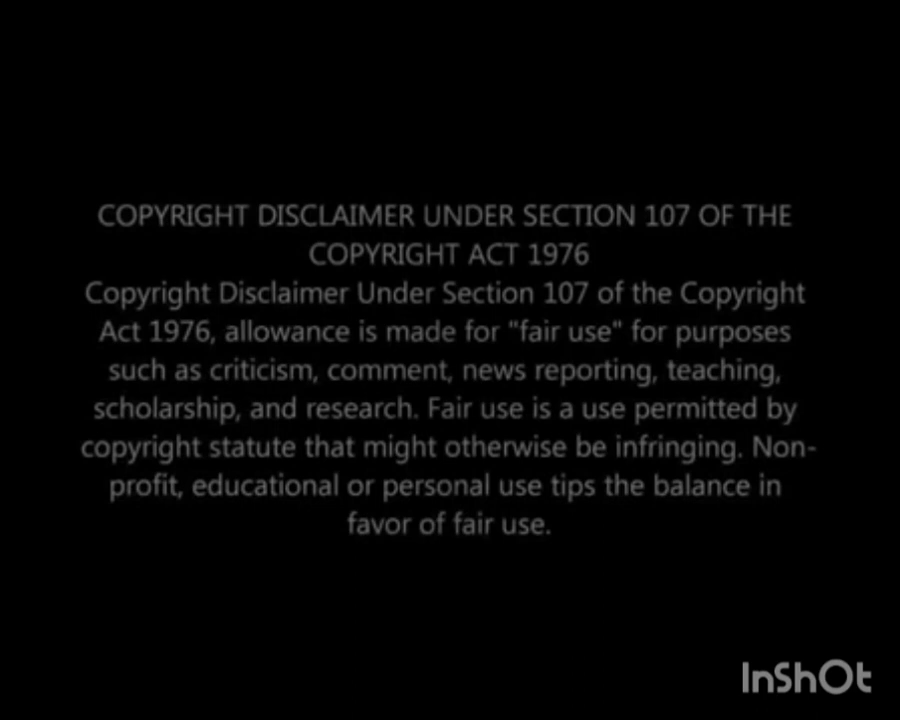 COPYRIGHT DISCLAIMER UNDER SECTION 107 OF THE
COPYRIGHT ACT 1976
Copyright Disclaimer Under Section 107 of the Copyright
Act 1976, allowance is made for "fair use" for purposes
such as criticism, comment, news reporting, teaching,
scholarship, and research. Fair use is a use permitted by
copyright statute that might otherwise be infringing. Non-
profit, educational or personal use tips the balance in
favor of fair use.
InShOt